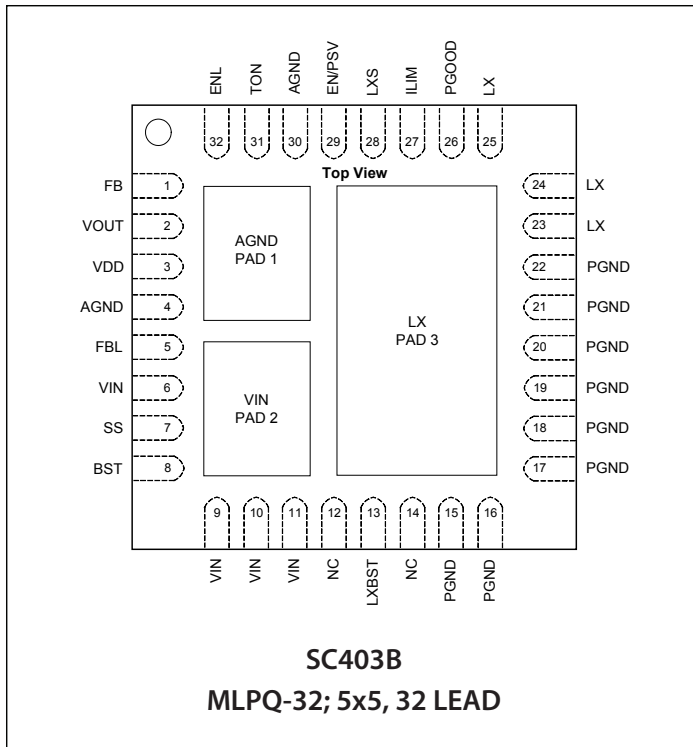 ENL
TON
AGND
EN/PSV
LXS
ILIM
PGOOD
LX
32
31
30
29
28
27
26
25
Top View
FB 1
VOUT 2
VDD 3
AGND 4
FBL 5
VIN 6
SS 7
BST 8
AGND
PAD 1
VIN
PAD 2
LX
PAD 3
24 LX
23 LX
22 PGND
21 PGND
20 PGND
19 PGND
18 PGND
17 PGND
9
10
11
12
13
14
15
16
VIN
VIN
VIN
NC
LXBST
NC
PGND
PGND
SC403B
MLPQ-32; 5x5, 32 LEAD